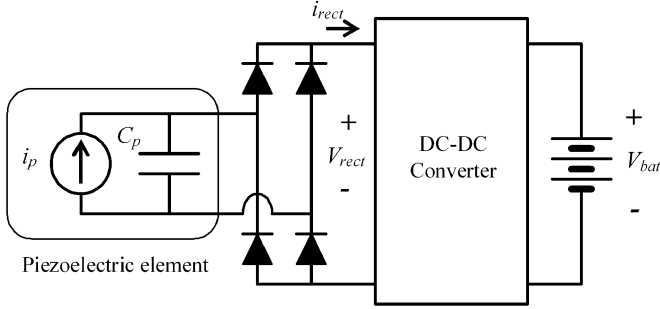 i_rect
C_p
i_p
+
V_rect
-
DC-DC
Converter
+
V_bat
-
Piezoelectric element